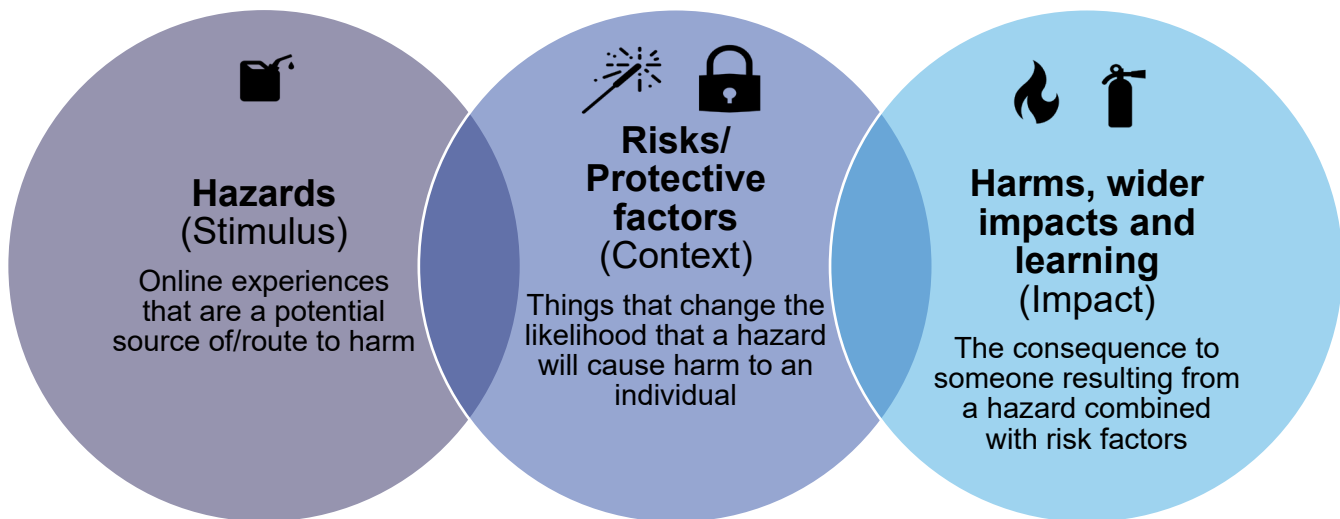 Hazards
(Stimulus)
Online experiences
that are a potential
source of/route to harm
Risks/
Protective
factors
(Context)
Things that change the
likelihood that a hazard
will cause harm to an
individual
Harms, wider
impacts and
learning
(Impact)
The consequence to
someone resulting from
a hazard combined
with risk factors